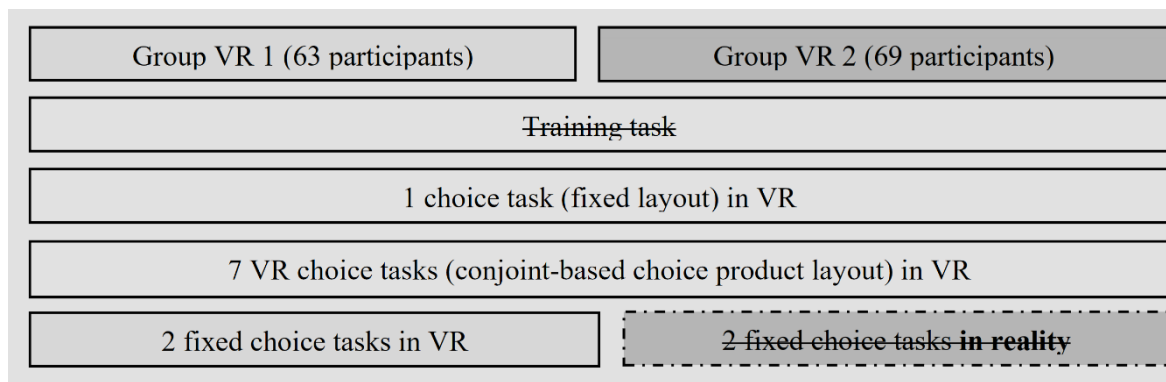 Group VR 1 (63 participants)
Group VR 2 (69 participants)
Training task
1 choice task (fixed layout) in VR
7 VR choice tasks (conjoint-based choice product layout) in VR
2 fixed choice tasks in VR
2 fixed choice tasks in reality